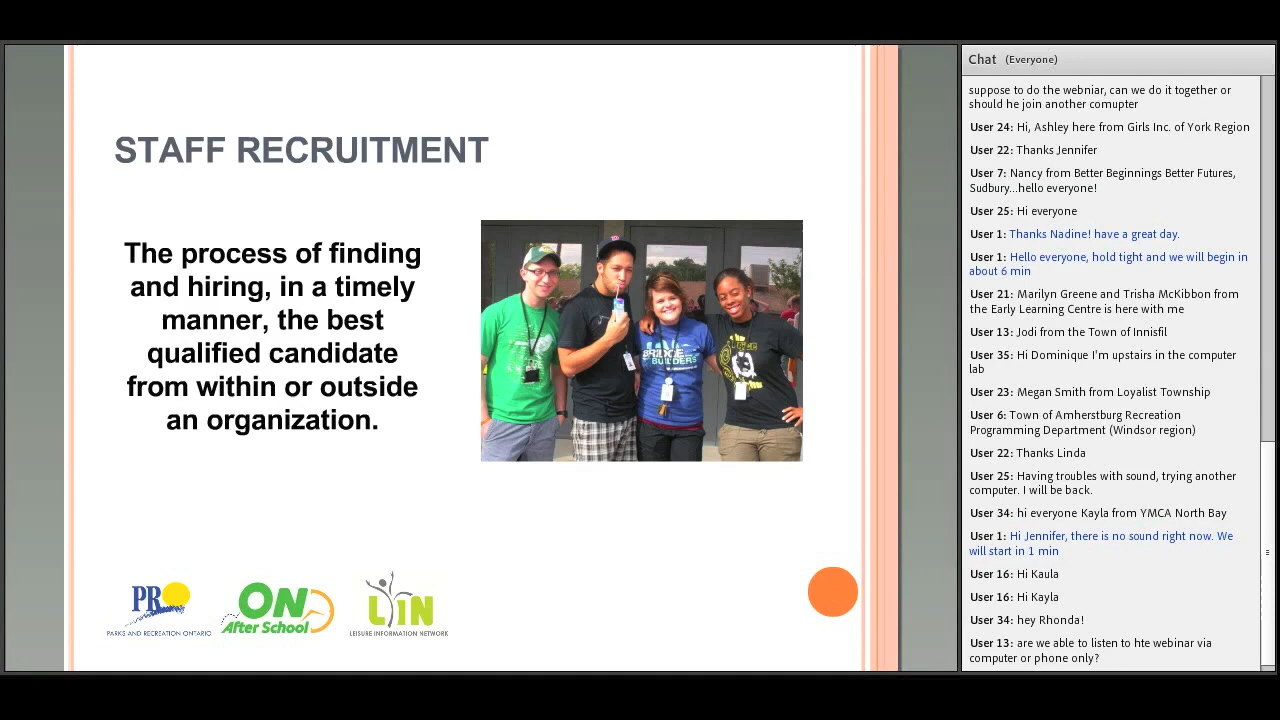 STAFF RECRUITMENT
The process of finding
and hiring, in a timely
manner, the best
qualified candidate
from within or outside
an organization.
BRIDGE
BUILDERS
PRO
PARKS AND RECREATION ONTARIO
ON
After School
LIN
LEISURE INFORMATION NETWORK
Chat (Everyone)
suppose to do the webniar, can we do it together or
should he join another comupter
User 24: Hi, Ashley here from Girls Inc. of York Region
User 22: Thanks Jennifer
User 7: Nancy from Better Beginnings Better Futures,
Sudbury...hello everyone!
User 25: Hi everyone
User 1: Thanks Nadine! have a great day.
User 1: Hello everyone, hold tight and we will begin in
about 6 min
User 21: Marilyn Greene and Trisha McKibbon from
the Early Learning Centre is here with me
User 13: Jodi from the Town of Innisfil
User 35: Hi Dominique I'm upstairs in the computer
lab
User 23: Megan Smith from Loyalist Township
User 6: Town of Amherstburg Recreation
Programming Department (Windsor region)
User 22: Thanks Linda
User 25: Having troubles with sound, trying another
computer. I will be back.
User 34: hi everyone Kayla from YMCA North Bay
User 1: Hi Jennifer, there is no sound right now. We
will start in 1 min
User 16: Hi Kaula
User 16: Hi Kayla
User 34: hey Rhonda!
User 13: are we able to listen to hte webinar via
computer or phone only?